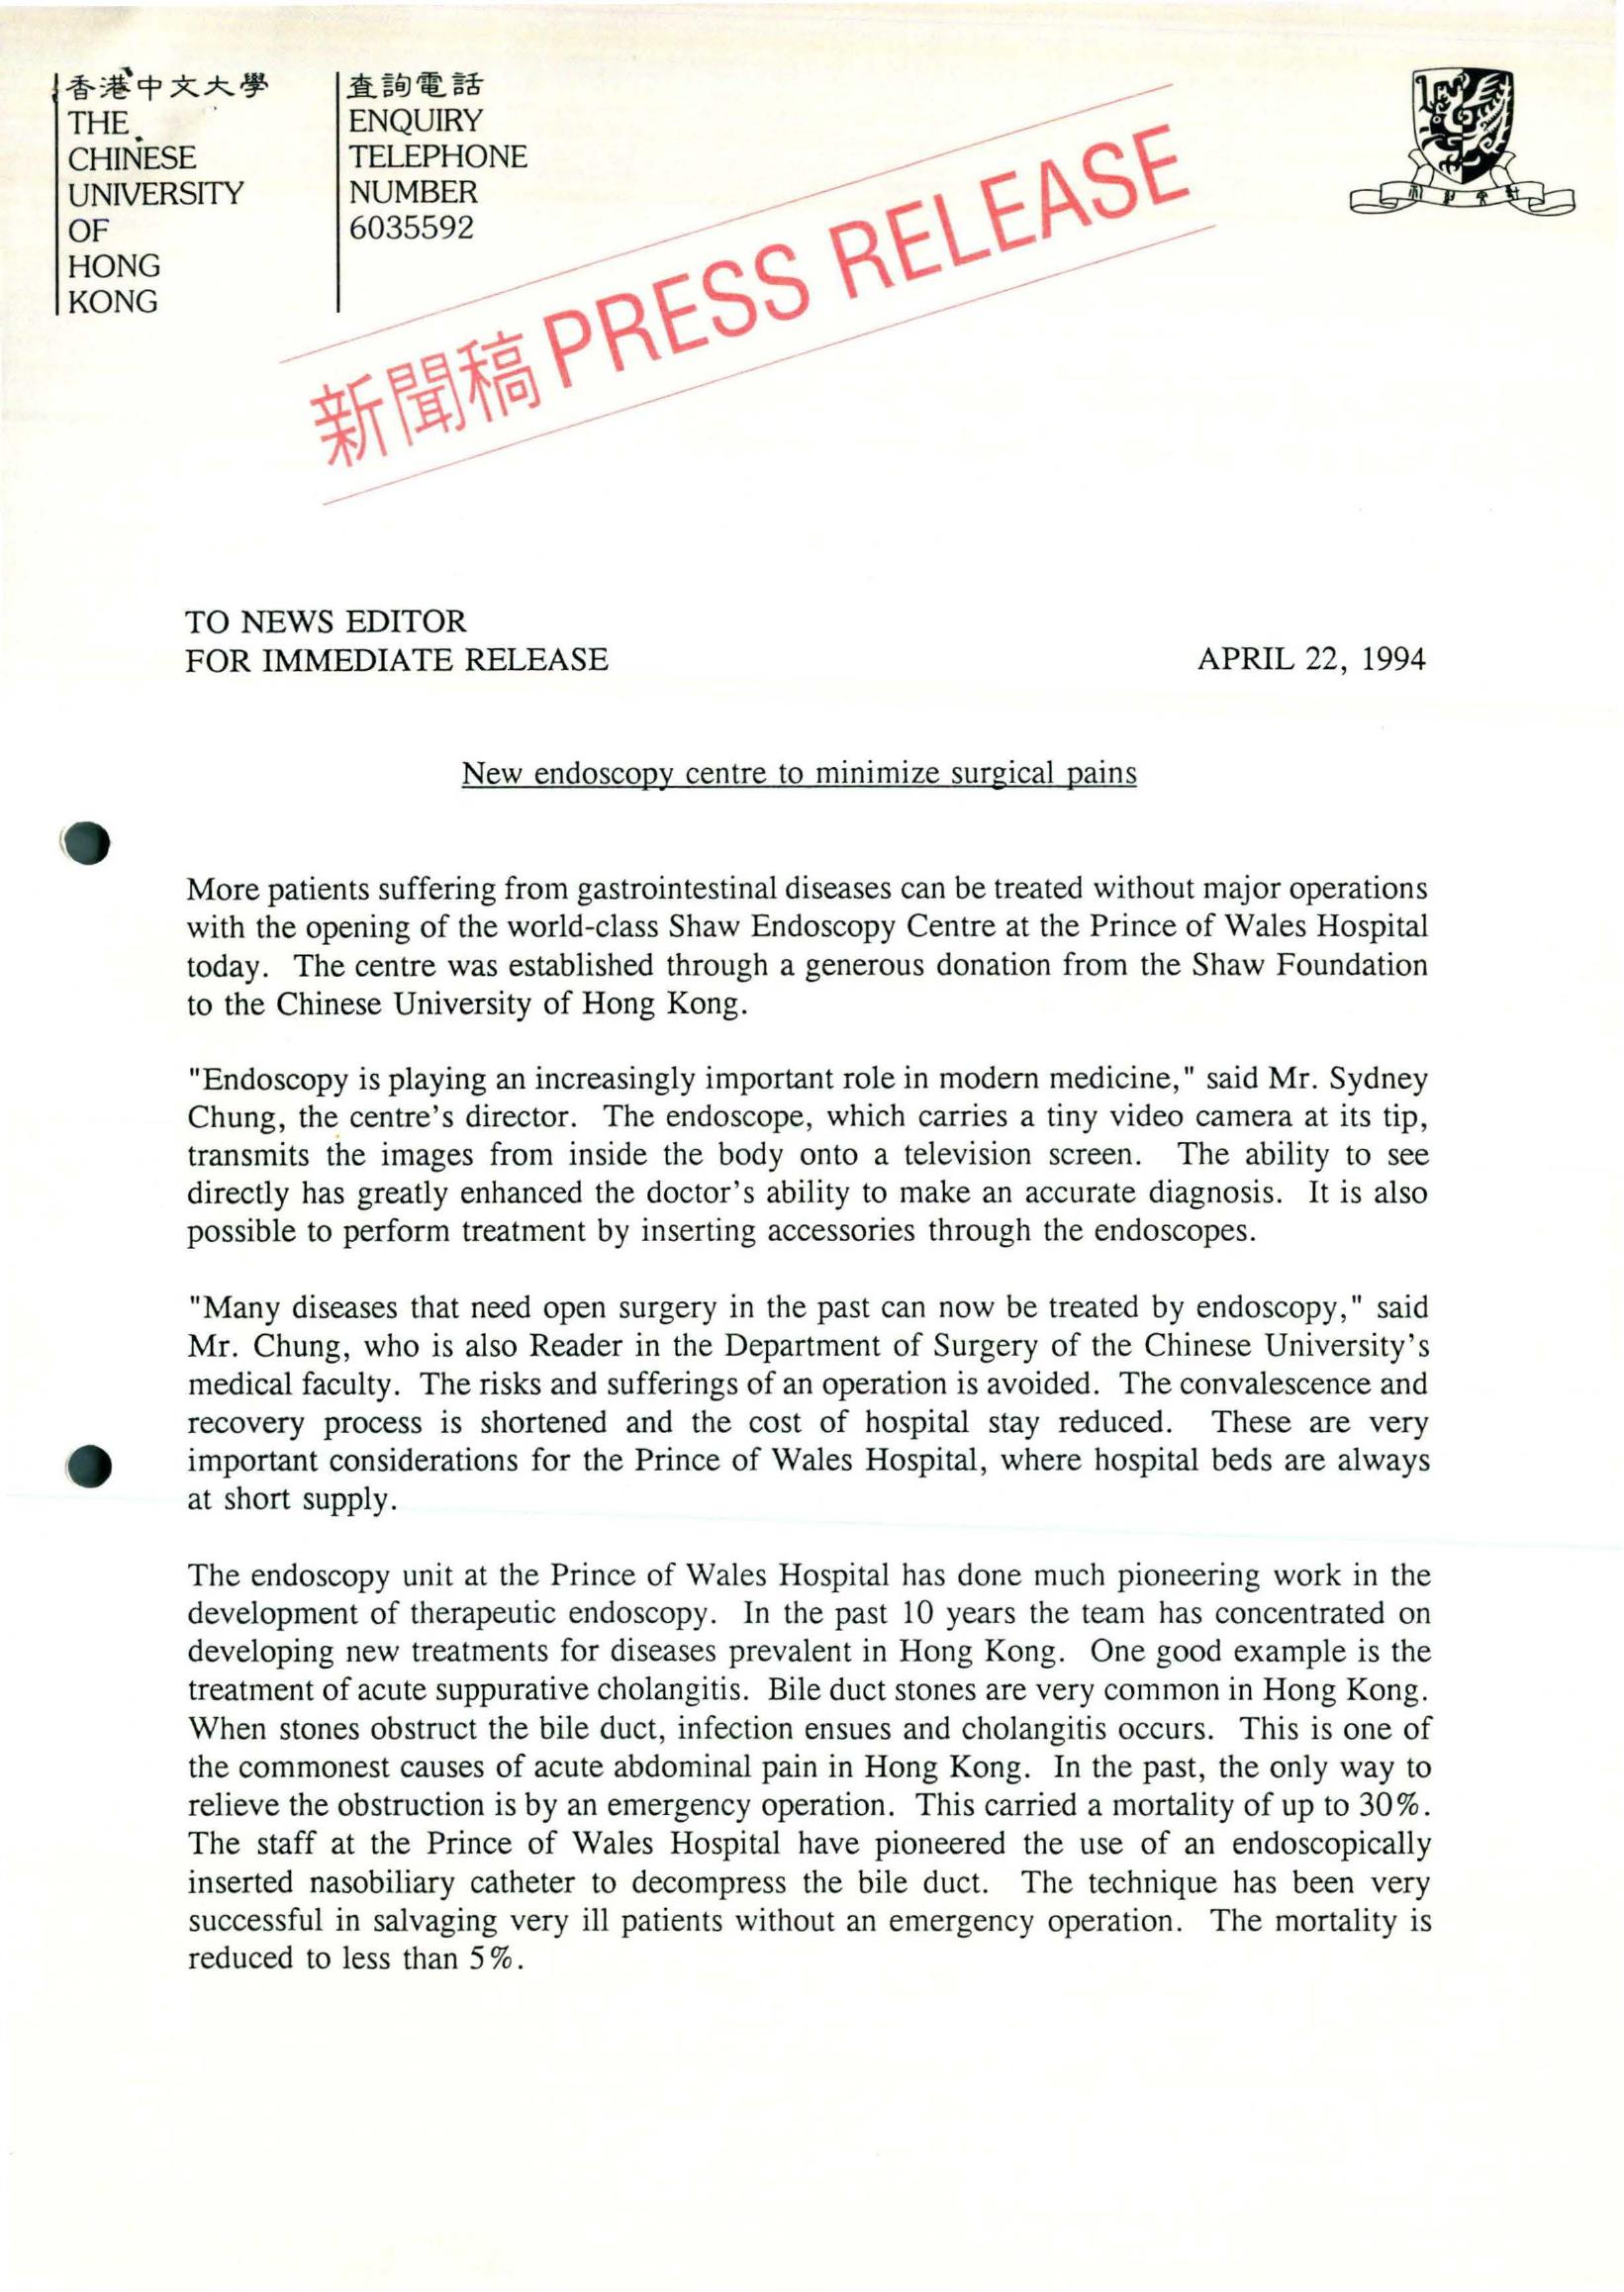 香港中文大學
THE
CHINESE
UNIVERSITY
OF
HONG
KONG
查詢電話
ENQUIRY
TELEPHONE
NUMBER
6035592
新聞稿 PRESS RELEASE
TO NEWS EDITOR
FOR IMMEDIATE RELEASE
APRIL 22, 1994
New endoscopy centre to minimize surgical pains
More patients suffering from gastrointestinal diseases can be treated without major operations
with the opening of the world-class Shaw Endoscopy Centre at the Prince of Wales Hospital
today. The centre was established through a generous donation from the Shaw Foundation
to the Chinese University of Hong Kong.
"Endoscopy is playing an increasingly important role in modern medicine," said Mr. Sydney
Chung, the centre's director. The endoscope, which carries a tiny video camera at its tip,
transmits the images from inside the body onto a television screen. The ability to see
directly has greatly enhanced the doctor's ability to make an accurate diagnosis. It is also
possible to perform treatment by inserting accessories through the endoscopes.
"Many diseases that need open surgery in the past can now be treated by endoscopy," said
Mr. Chung, who is also Reader in the Department of Surgery of the Chinese University's
medical faculty. The risks and sufferings of an operation is avoided. The convalescence and
recovery process is shortened and the cost of hospital stay reduced. These are very
important considerations for the Prince of Wales Hospital, where hospital beds are always
at short supply.
The endoscopy unit at the Prince of Wales Hospital has done much pioneering work in the
development of therapeutic endoscopy. In the past 10 years the team has concentrated on
developing new treatments for diseases prevalent in Hong Kong. One good example is the
treatment of acute suppurative cholangitis. Bile duct stones are very common in Hong Kong.
When stones obstruct the bile duct, infection ensues and cholangitis occurs. This is one of
the commonest causes of acute abdominal pain in Hong Kong. In the past, the only way to
relieve the obstruction is by an emergency operation. This carried a mortality of up to 30%.
The staff at the Prince of Wales Hospital have pioneered the use of an endoscopically
inserted nasobiliary catheter to decompress the bile duct. The technique has been very
successful in salvaging very ill patients without an emergency operation. The mortality is
reduced to less than 5%.